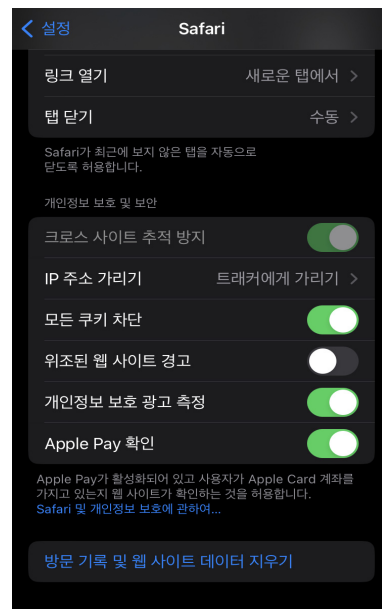 설정
Safari
링크 열기 새로운 탭에서
탭 닫기 수동
Safari가 최근에 보지 않은 탭을 자동으로
닫도록 허용합니다.
개인정보 보호 및 보안
크로스 사이트 추적 방지
IP 주소 가리기 트래커에게 가리기
모든 쿠키 차단
위조된 웹 사이트 경고
개인정보 보호 광고 측정
Apple Pay 확인
Apple Pay가 활성화되어 있고 사용자가 Apple Card 계좌를
가지고 있는지 웹 사이트가 확인하는 것을 허용합니다.
Safari 및 개인정보 보호에 관하여...
방문 기록 및 웹 사이트 데이터 지우기